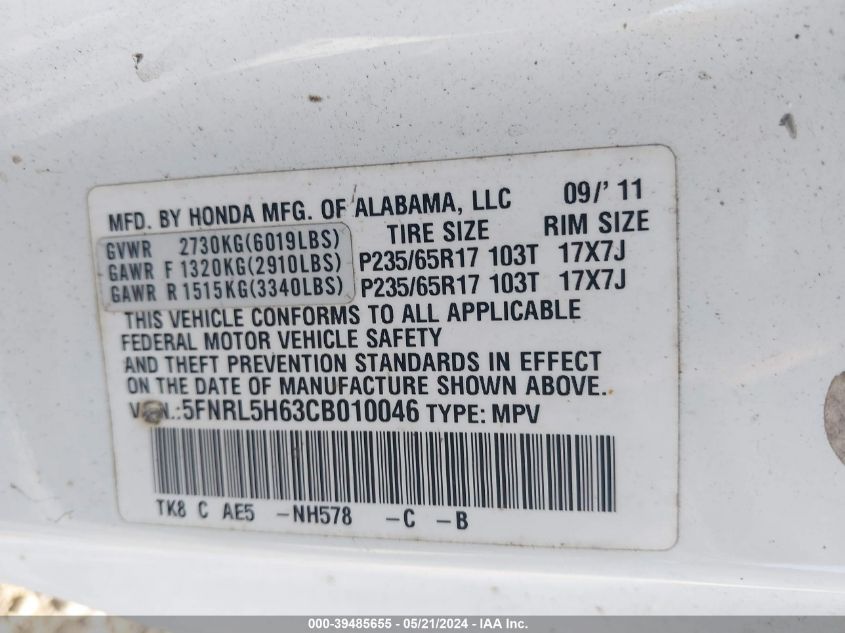 MFD. BY HONDA MFG. OF ALABAMA, LLC 09/' 11
TIRE SIZE RIM SIZE
GVWR 2730KG(6019LBS)
GAWR F 1320KG(2910LBS) P235/65R17 103T 17X7J
GAWR R 1515KG(3340LBS) P235/65R17 103T 17X7J
THIS VEHICLE CONFORMS TO ALL APPLICABLE
FEDERAL MOTOR VEHICLE SAFETY
AND THEFT PREVENTION STANDARDS IN EFFECT
ON THE DATE OF MANUFACTURE SHOWN ABOVE.
V.I.N.:5FNRL5H63CB010046 TYPE: MPV
TK8 C AE5 -NH578 -C -B
000-39485655 - 05/21/2024 - IAA Inc.